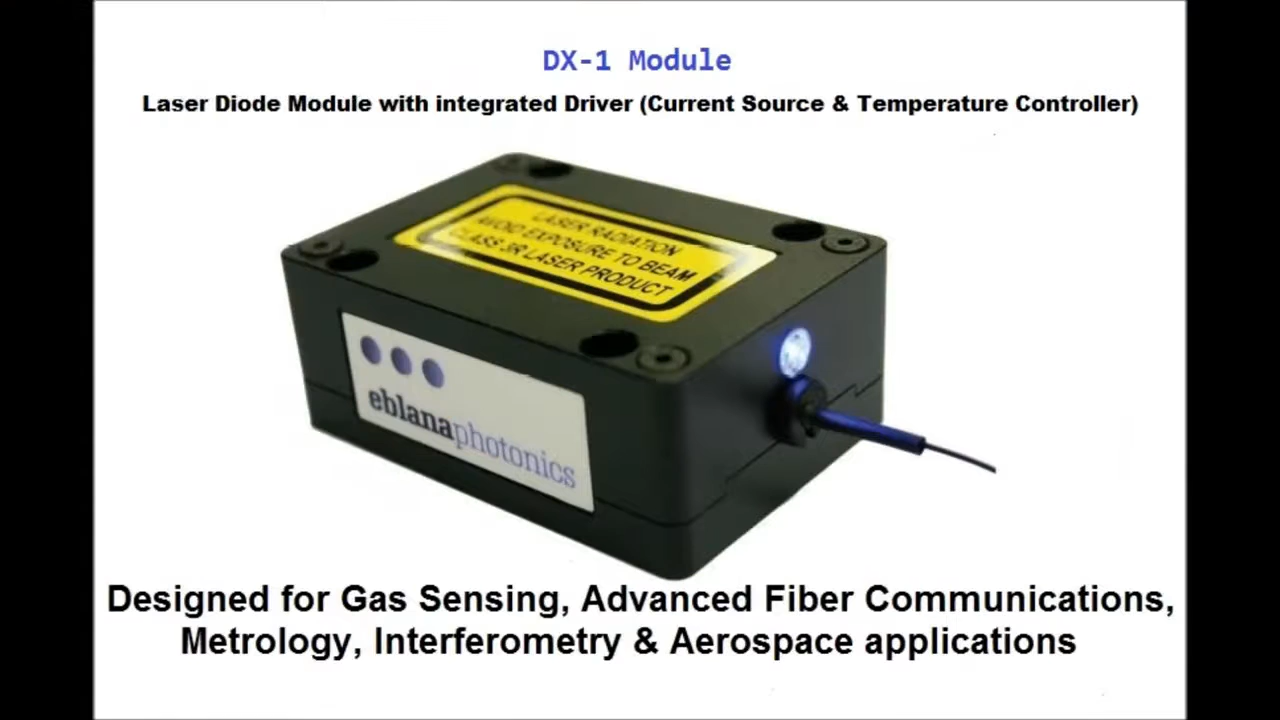 DX-1 Module
Laser Diode Module with integrated Driver (Current Source & Temperature Controller)
LASER RADIATION
AVOID EXPOSURE TO BEAM
CLASS 3R LASER PRODUCT
eblanaphotonics
Designed for Gas Sensing, Advanced Fiber Communications,
Metrology, Interferometry & Aerospace applications